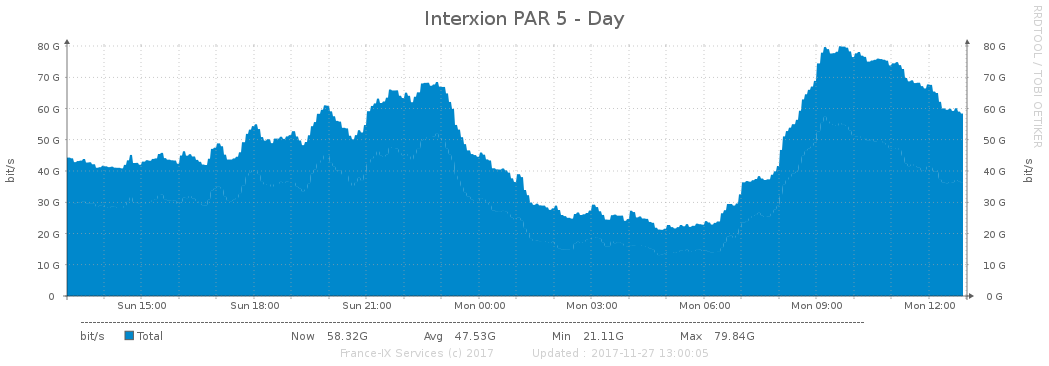 Interxion PAR 5 - Day
RRDTOOL / TOBI OETIKER
bit/s
80 G
70 G
60 G
50 G
40 G
30 G
20 G
10 G
0
80 G
70 G
60 G
50 G
40 G
30 G
20 G
10 G
0 G
bit/s
Sun 15:00 Sun 18:00 Sun 21:00 Mon 00:00 Mon 03:00 Mon 06:00 Mon 09:00 Mon 12:00
bit/s Total Now 58.32G Avg 47.53G Min 21.11G Max 79.84G
France-IX Services (c) 2017 Updated : 2017-11-27 13:00:05